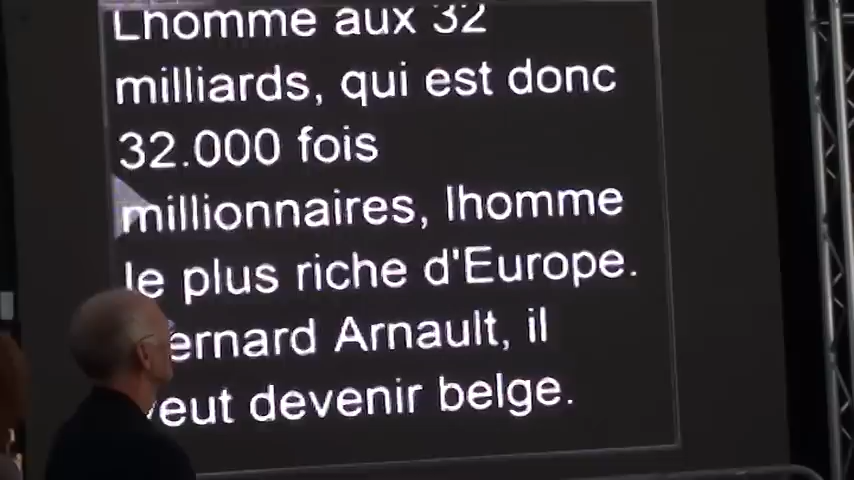 Lhomme aux 32
milliards, qui est donc
32.000 fois
millionnaires, lhomme
le plus riche d'Europe.
ernard Arnault, il
veut devenir belge.